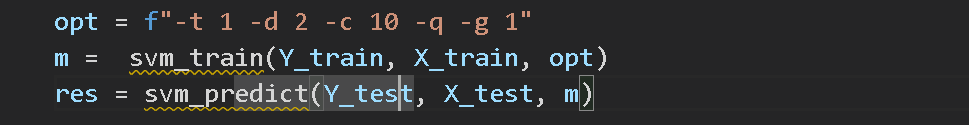 opt = f"-t 1 -d 2 -c 10 -q -g 1"
m =  svm_train(Y_train, X_train, opt)
res = svm_predict(Y_test, X_test, m)